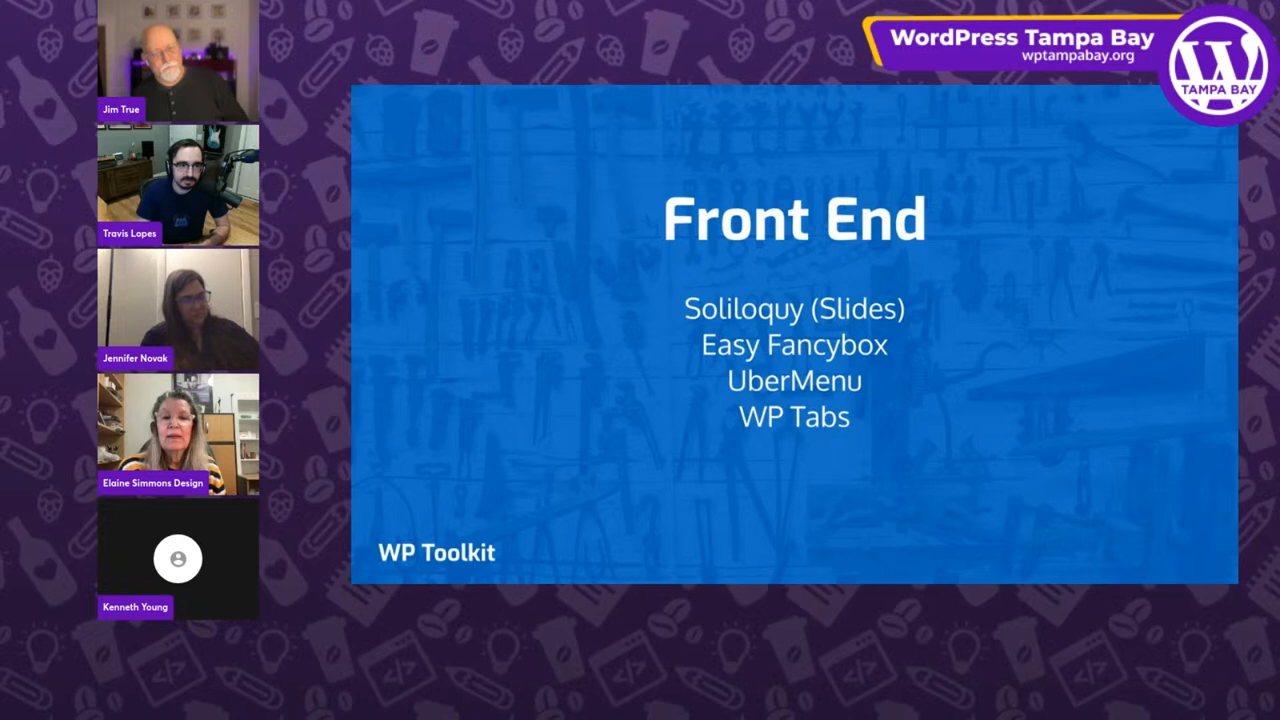 WordPress Tampa Bay
wptampabay.org
W
TAMPA BAY
Jim True
Travis Lopes
Jennifer Novak
Elaine Simmons Design
Kenneth Young
Front End
Soliloquy (Slides)
Easy Fancybox
UberMenu
WP Tabs
WP Toolkit